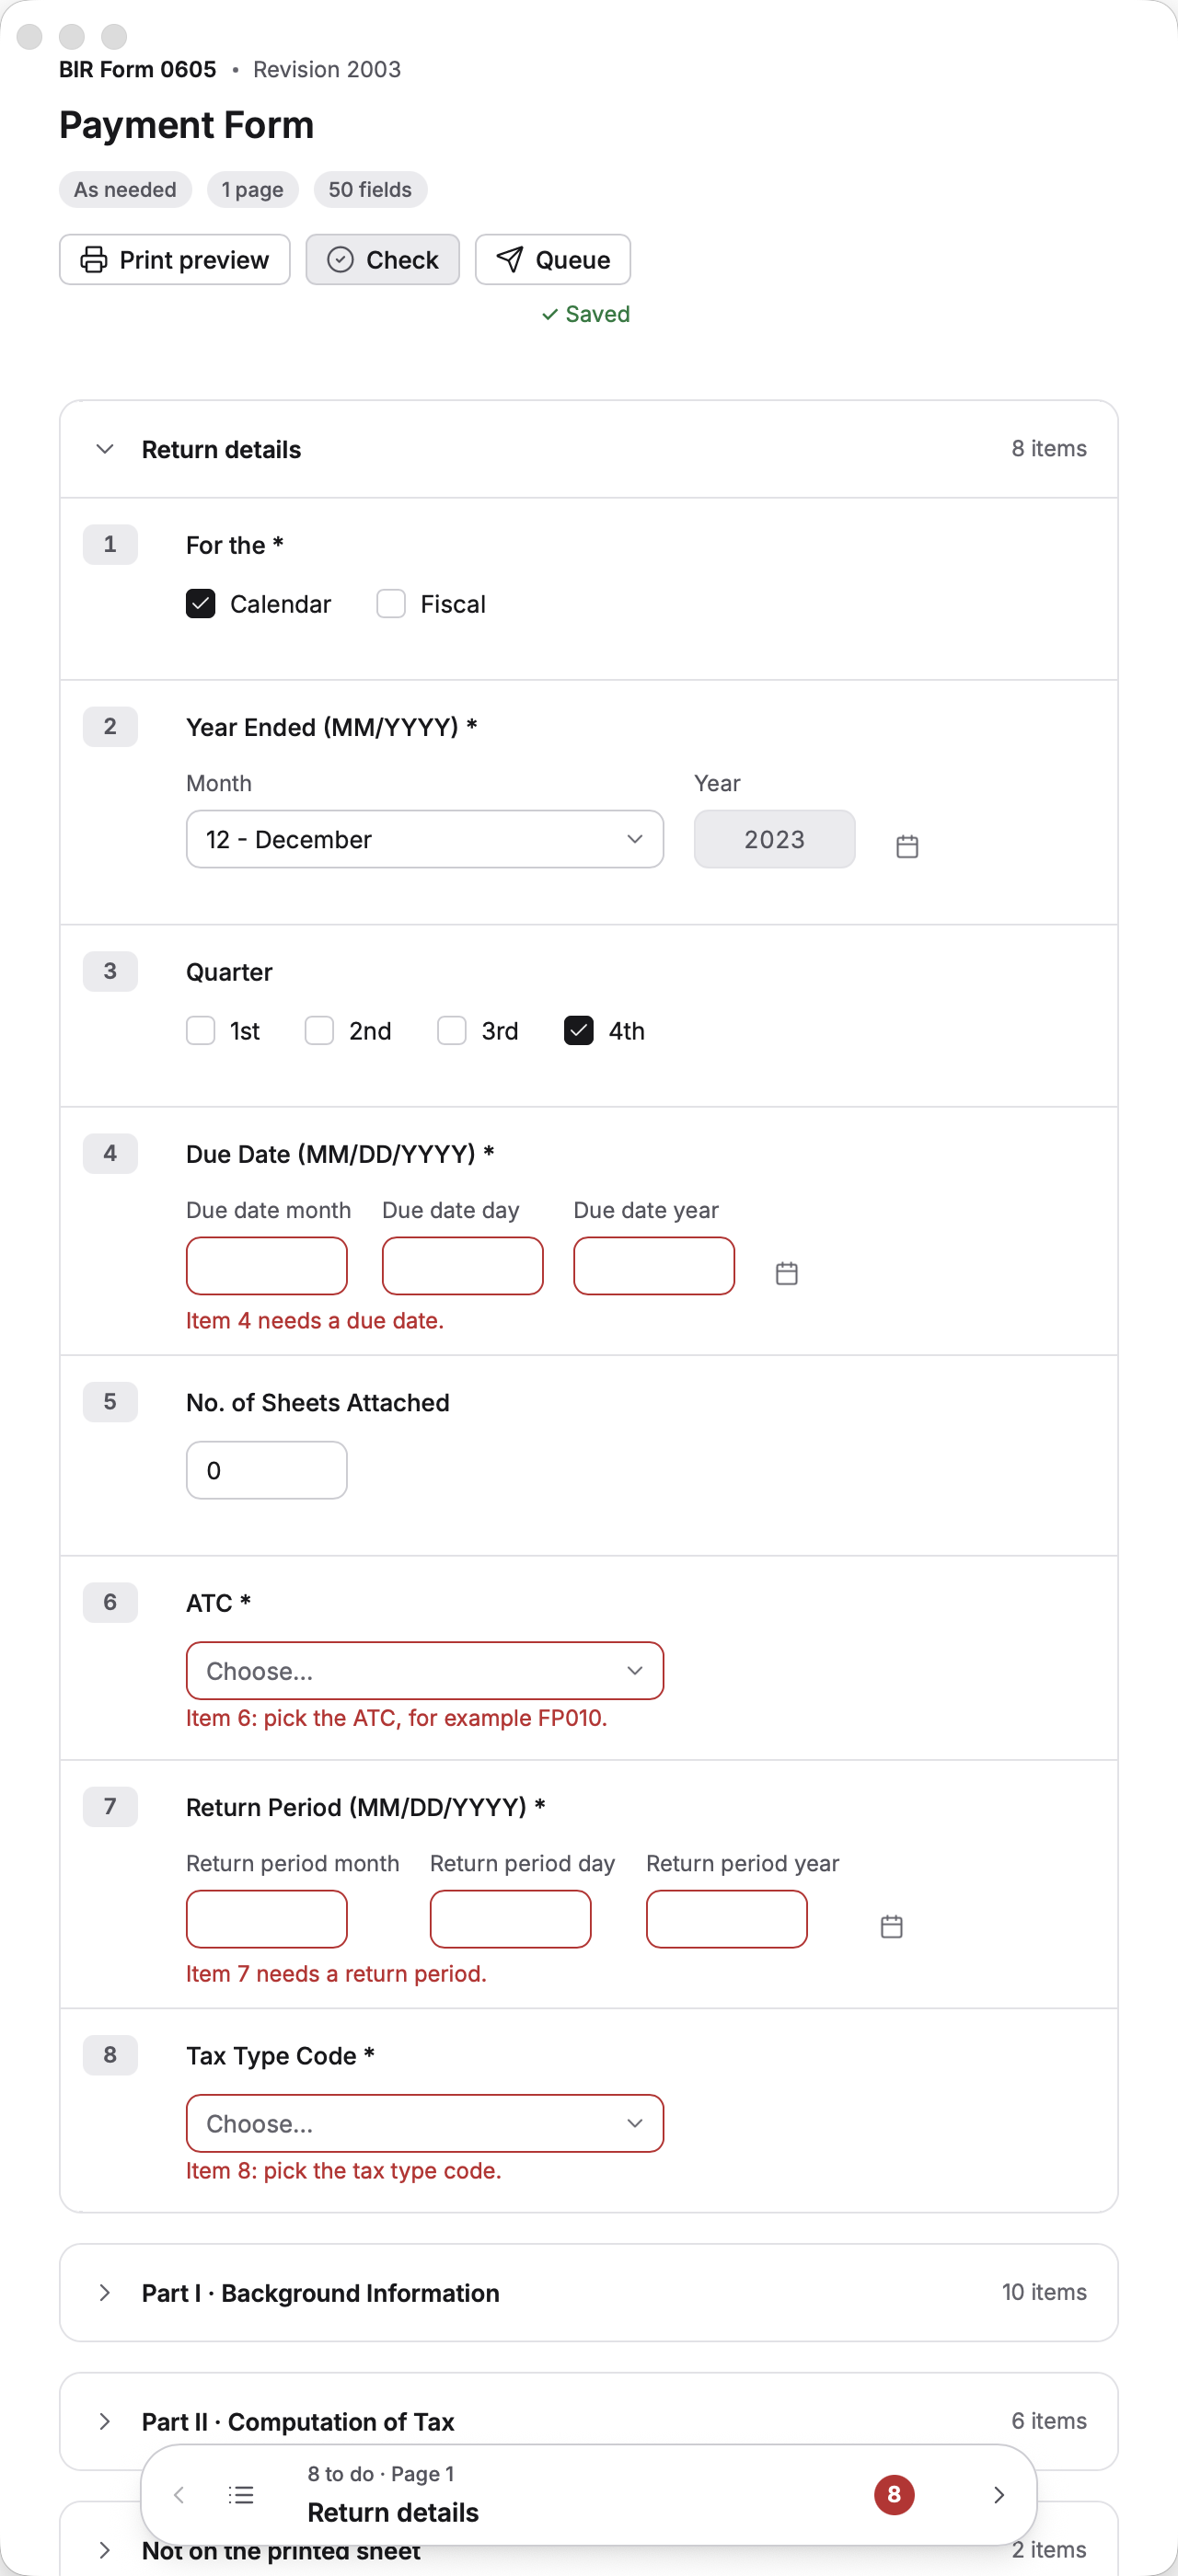 BIR Form 0605 • Revision 2003
Payment Form
As needed 1 page 50 fields
Print preview Check Queue
Saved
Return details 8 items
1 For the *
Calendar Fiscal
2 Year Ended (MM/YYYY) *
Month Year
12 - December 2023
3 Quarter
1st 2nd 3rd 4th
4 Due Date (MM/DD/YYYY) *
Due date month Due date day Due date year
Item 4 needs a due date.
5 No. of Sheets Attached
0
6 ATC *
Choose...
Item 6: pick the ATC, for example FP010.
7 Return Period (MM/DD/YYYY) *
Return period month Return period day Return period year
Item 7 needs a return period.
8 Tax Type Code *
Choose...
Item 8: pick the tax type code.
Part I · Background Information 10 items
Part II · Computation of Tax 6 items
8 to do · Page 1
Return details 8
Not on the printed sheet 2 items